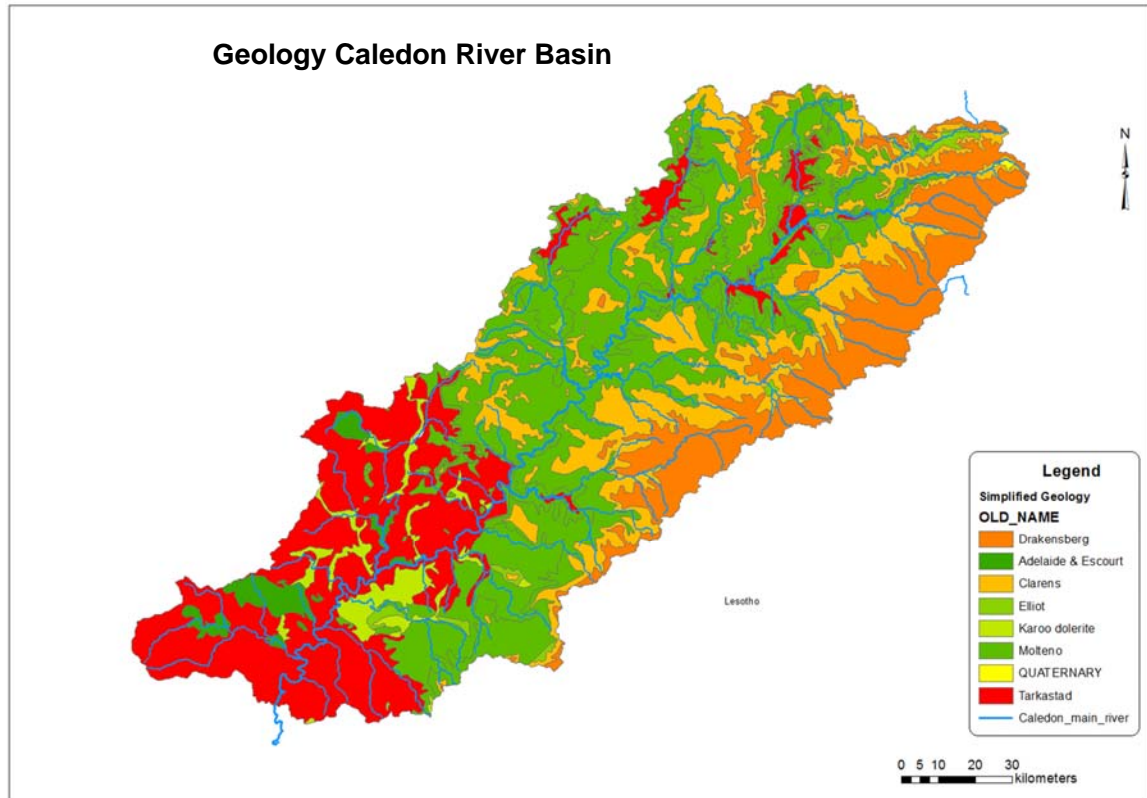 Geology Caledon River Basin
N
Legend
Simplified Geology
OLD_NAME
Drakensberg
Adelaide & Escourt
Clarens
Elliot
Karoo dolerite
Molteno
QUATERNARY
Tarkastad
Caledon_main_river
Lesotho
0 5 10 20 30
kilometers